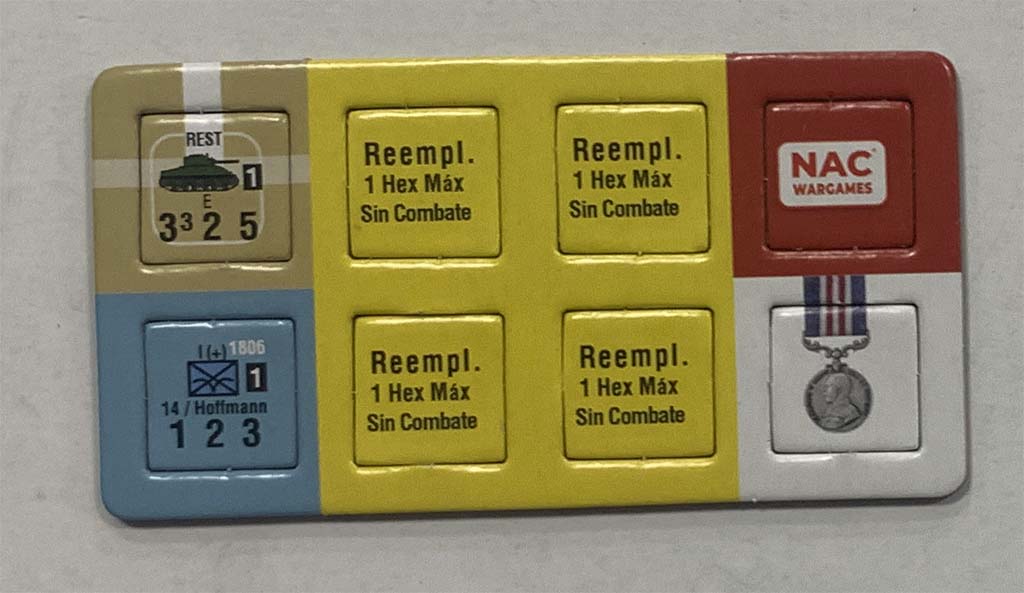 REST
1
E
3³ 2 5
Reempl.
1 Hex Máx
Sin Combate
Reempl.
1 Hex Máx
Sin Combate
NAC
WARGAMES
I (+) 1806
1
14 / Hoffmann
1 2 3
Reempl.
1 Hex Máx
Sin Combate
Reempl.
1 Hex Máx
Sin Combate